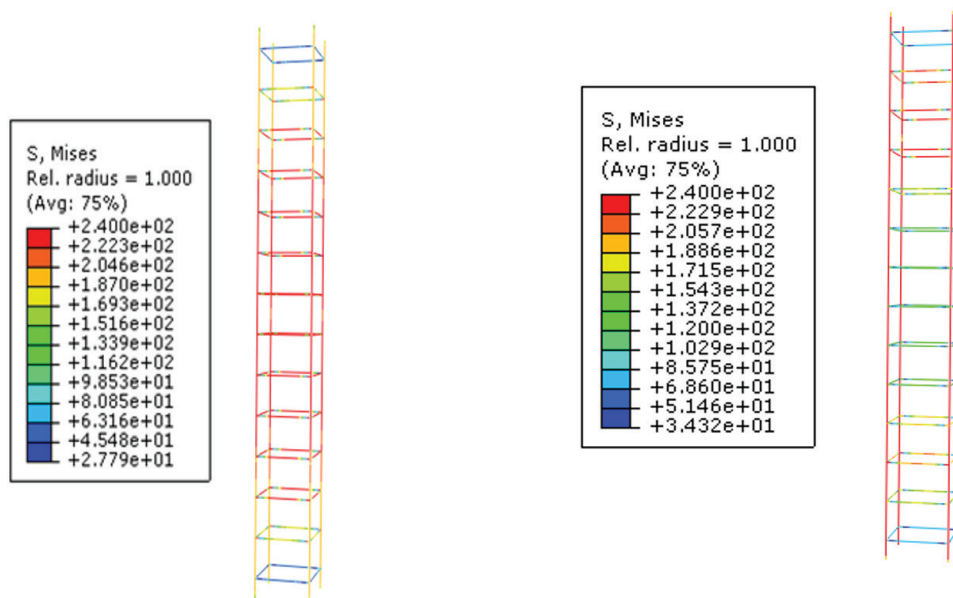 S, Mises
Rel. radius = 1.000
(Avg: 75%)
+2.400e+02
+2.223e+02
+2.046e+02
+1.870e+02
+1.693e+02
+1.516e+02
+1.339e+02
+1.162e+02
+9.853e+01
+8.085e+01
+6.316e+01
+4.548e+01
+2.779e+01
S, Mises
Rel. radius = 1.000
(Avg: 75%)
+2.400e+02
+2.229e+02
+2.057e+02
+1.886e+02
+1.715e+02
+1.543e+02
+1.372e+02
+1.200e+02
+1.029e+02
+8.575e+01
+6.860e+01
+5.146e+01
+3.432e+01